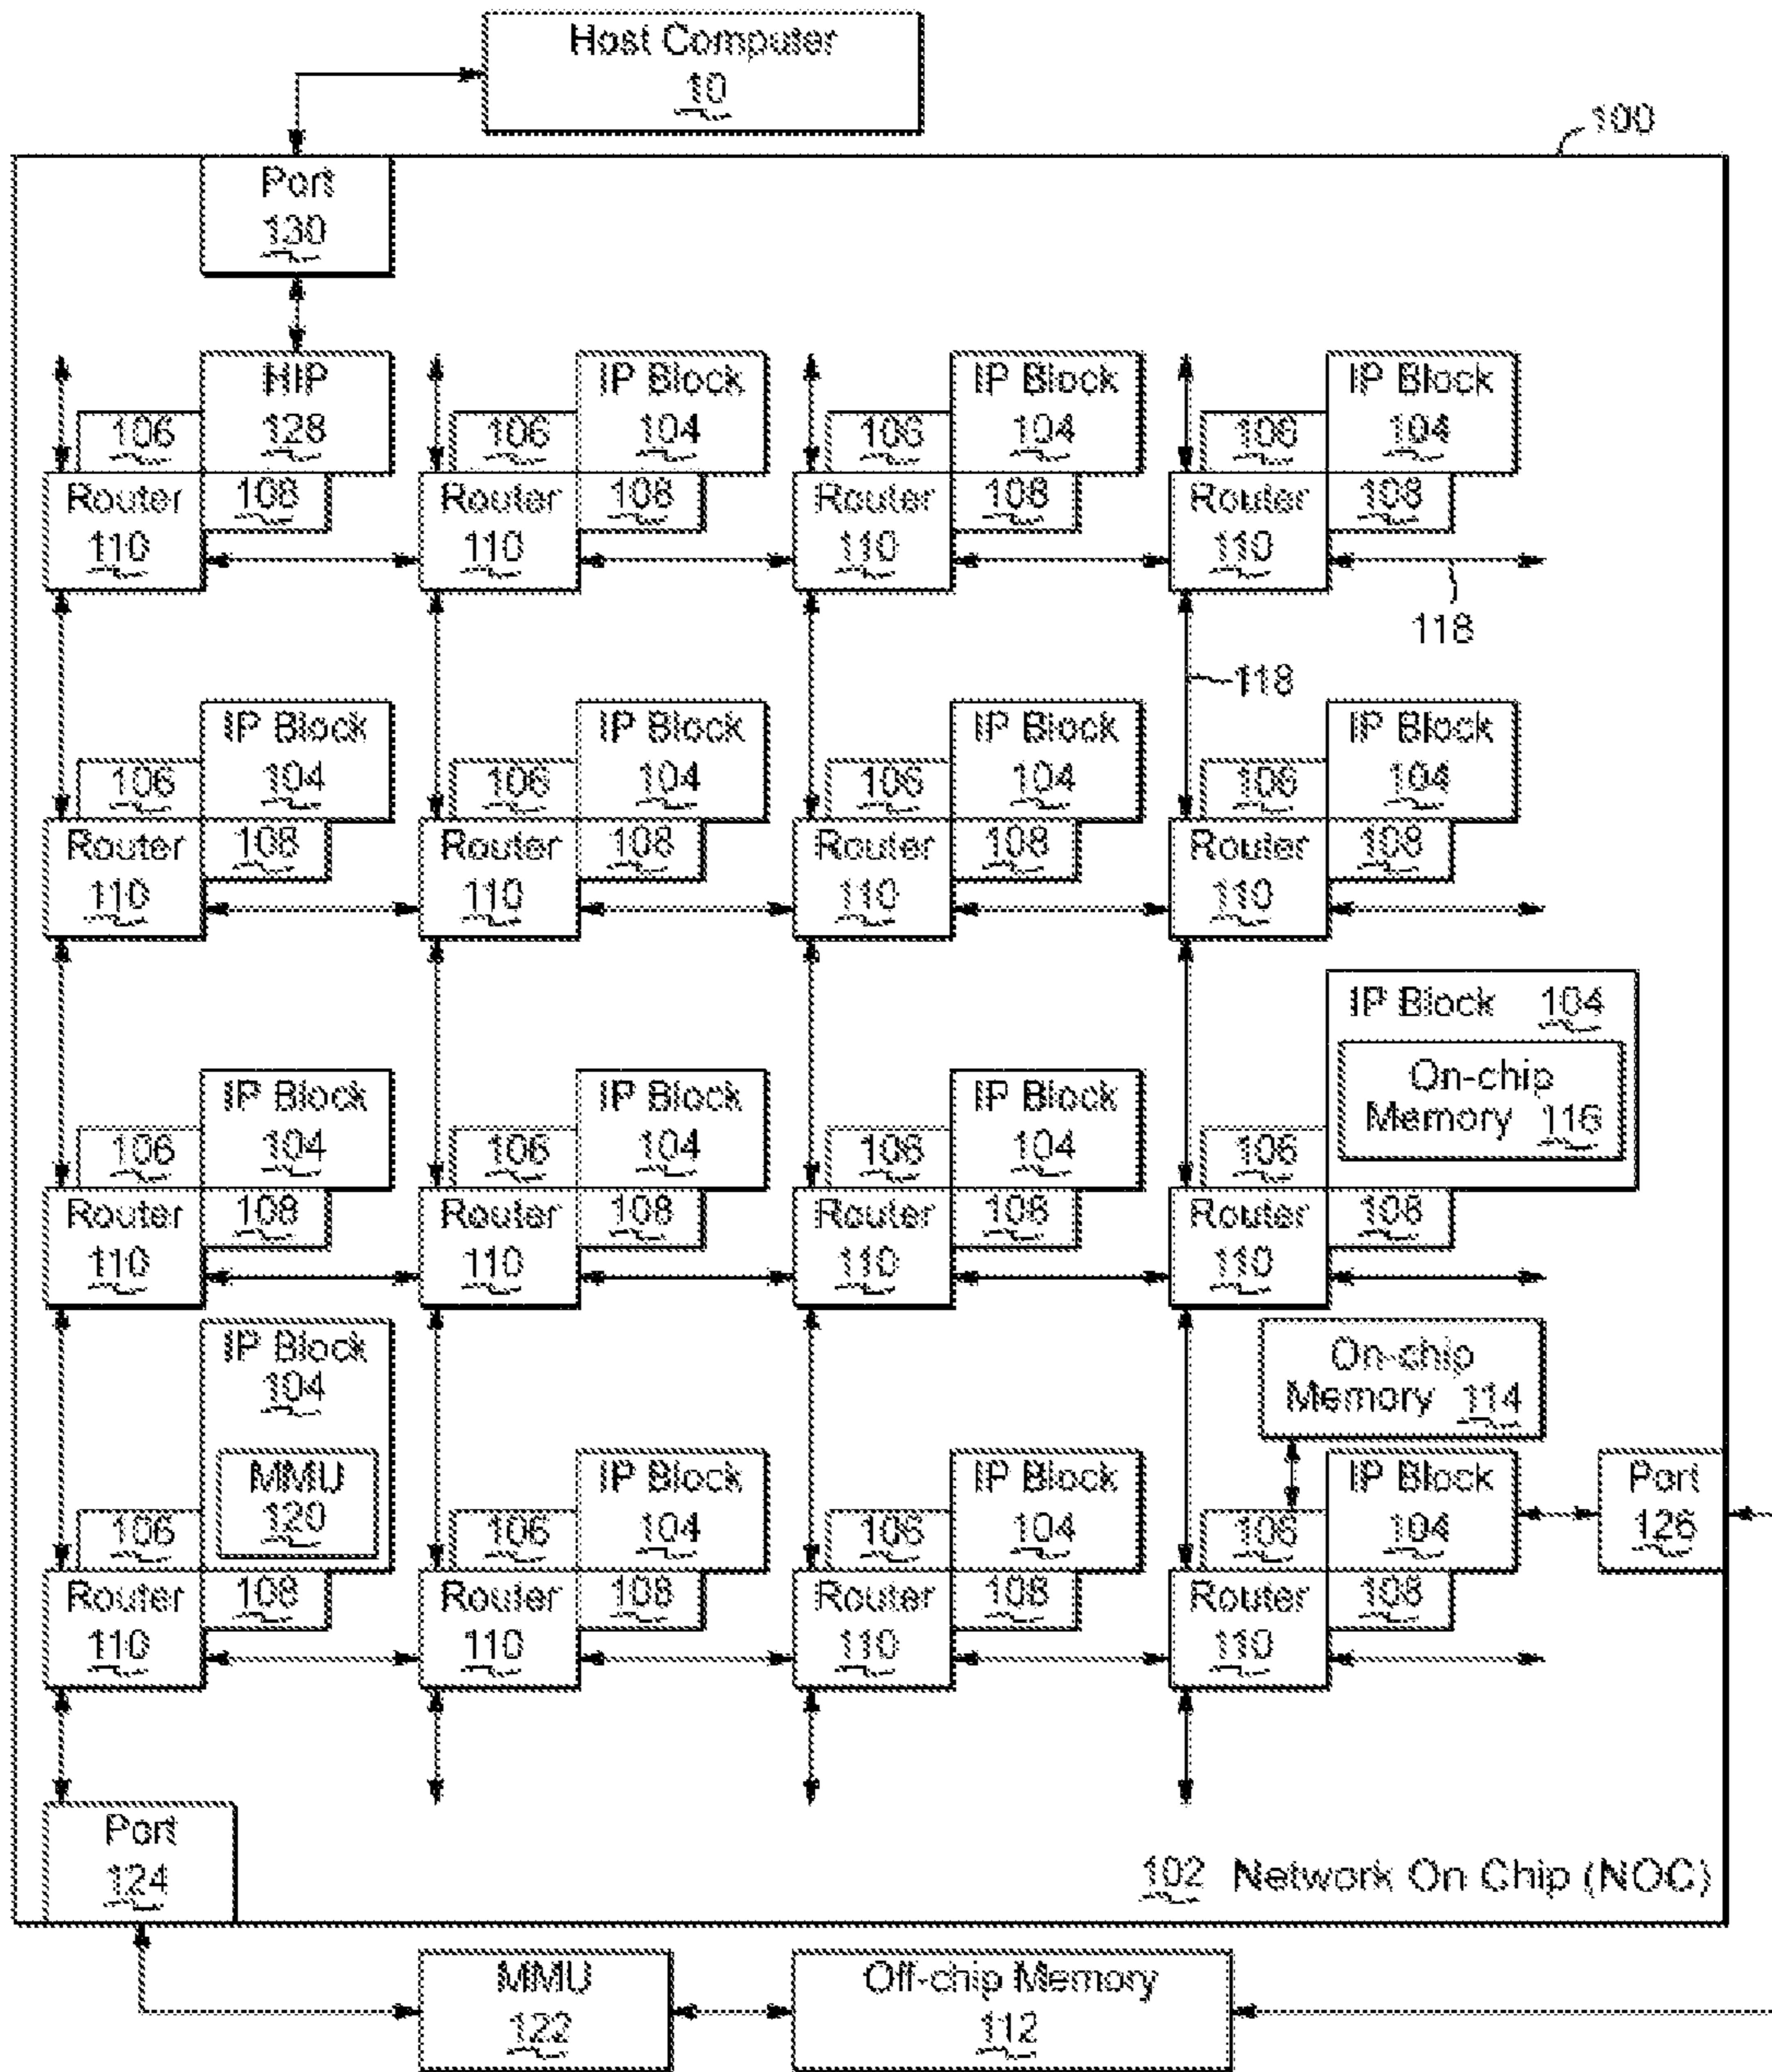 Host Computer
10
100
Port
130
HIP
128
IP Block
104
IP Block
104
IP Block
104
106
106
106
106
Router
110
108
Router
110
108
Router
110
108
Router
110
108
118
118
IP Block
104
IP Block
104
IP Block
104
IP Block
104
106
106
106
106
Router
110
108
Router
110
108
Router
110
108
Router
110
108
IP Block 104
On-chip
Memory 116
IP Block
104
IP Block
104
IP Block
104
106
106
106
106
Router
110
108
Router
110
108
Router
110
108
Router
110
108
IP Block
104
MMU
120
On-chip
Memory 114
IP Block
104
IP Block
104
IP Block
104
Port
126
106
106
106
106
Router
110
108
Router
110
108
Router
110
108
Router
110
108
Port
124
102 Network On Chip (NOC)
MMU
122
Off-chip Memory
112